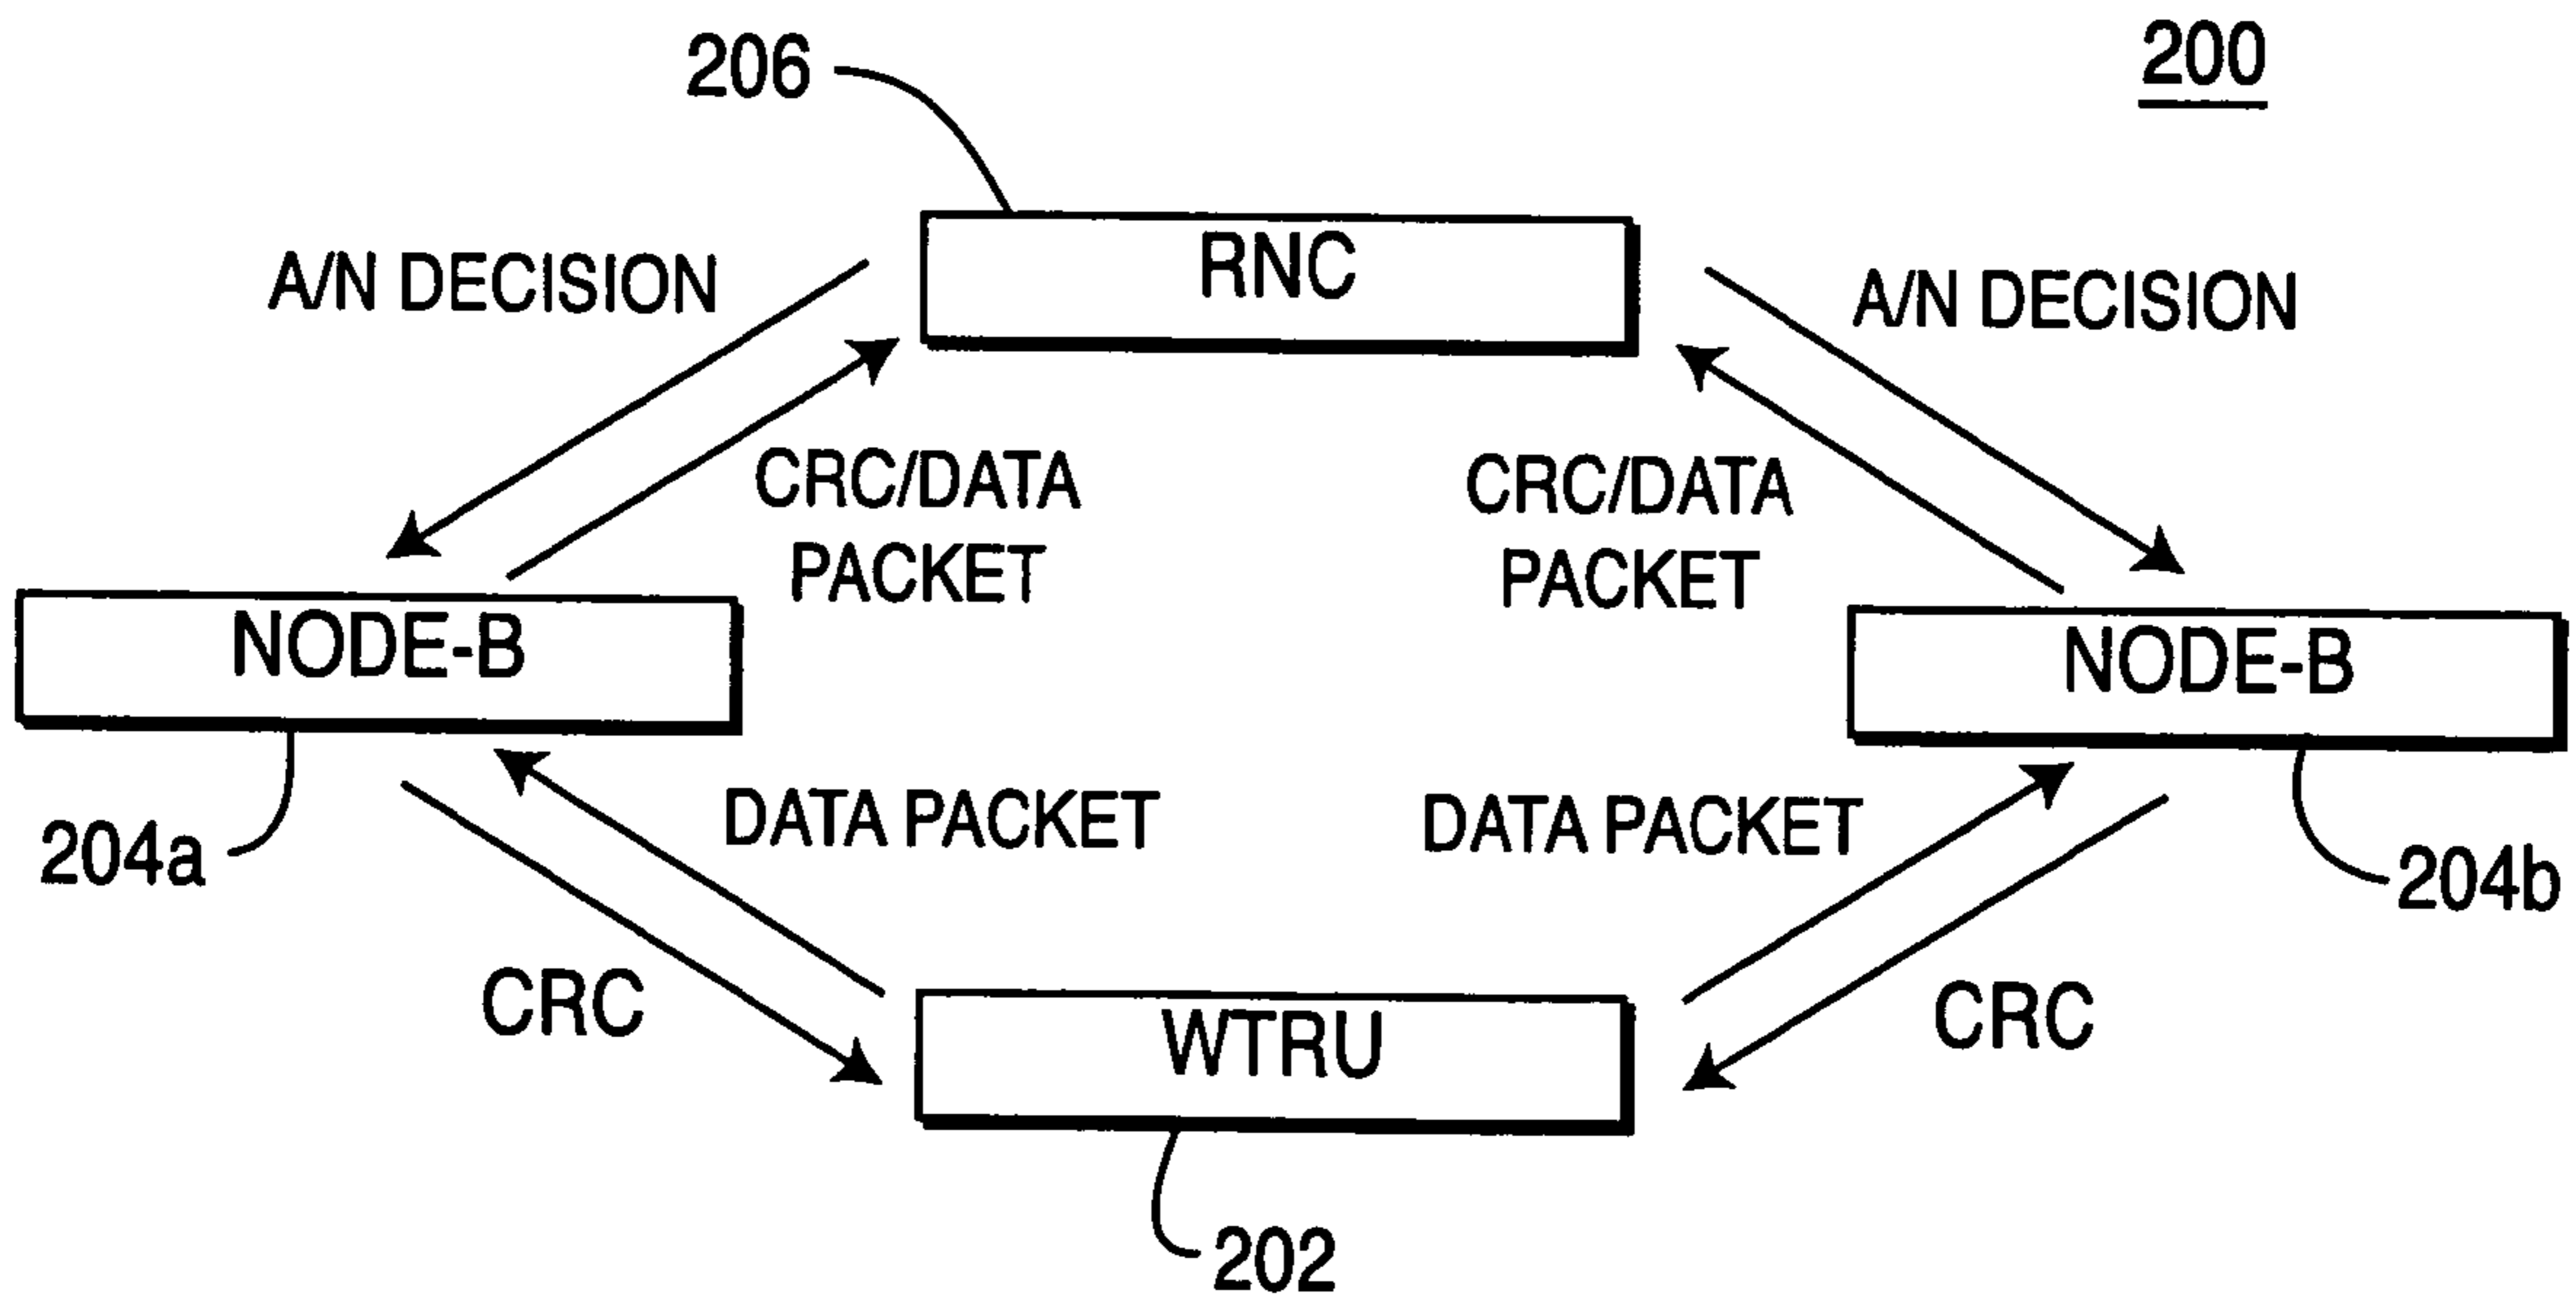 200
206
RNC
A/N DECISION
A/N DECISION
CRC/DATA
PACKET
CRC/DATA
PACKET
NODE-B
NODE-B
DATA PACKET
DATA PACKET
204a
204b
CRC
CRC
WTRU
202